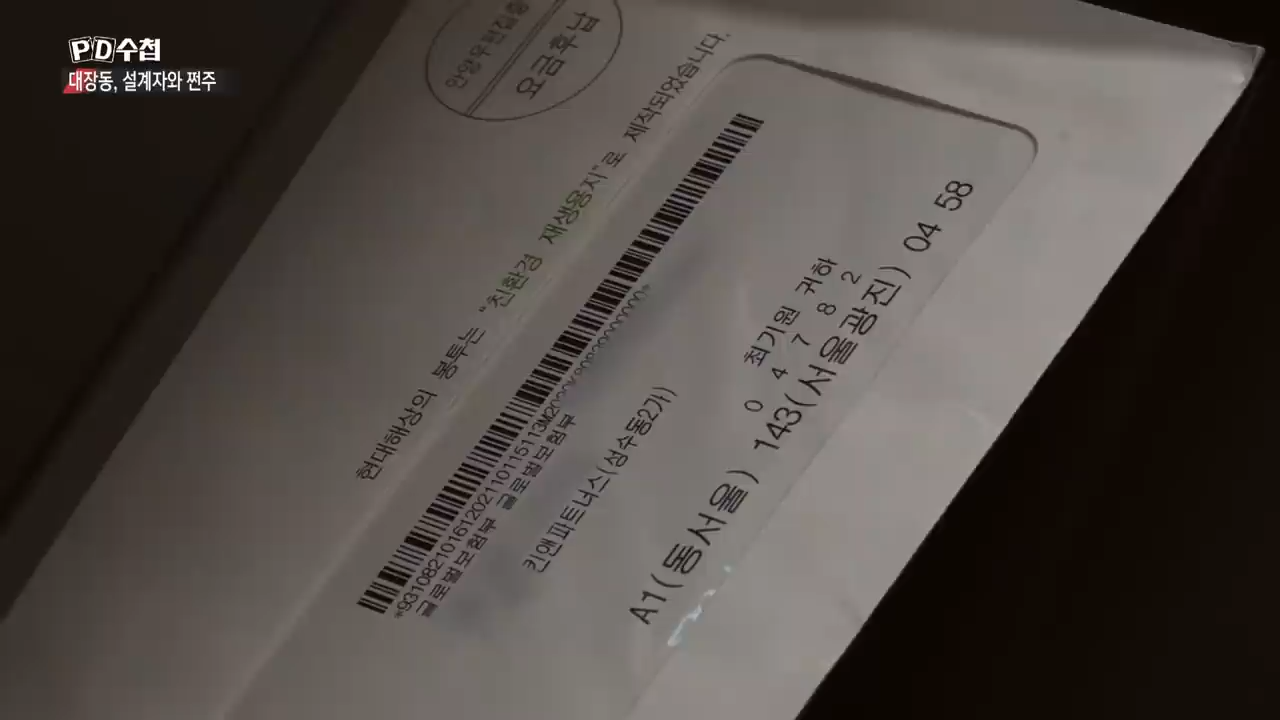 PD수첩
대장동, 설계자와 쩐주
안양우편집중
요금후납
현대해상의 봉투는 "친환경 재생용지"로 제작되었습니다.
글로벌보험부 글로벌보험부
킨앤파트너스(성수동2가)
최기원 귀하
0 4 7 8 2
A1(동서울) 143(서울광진) 04 58